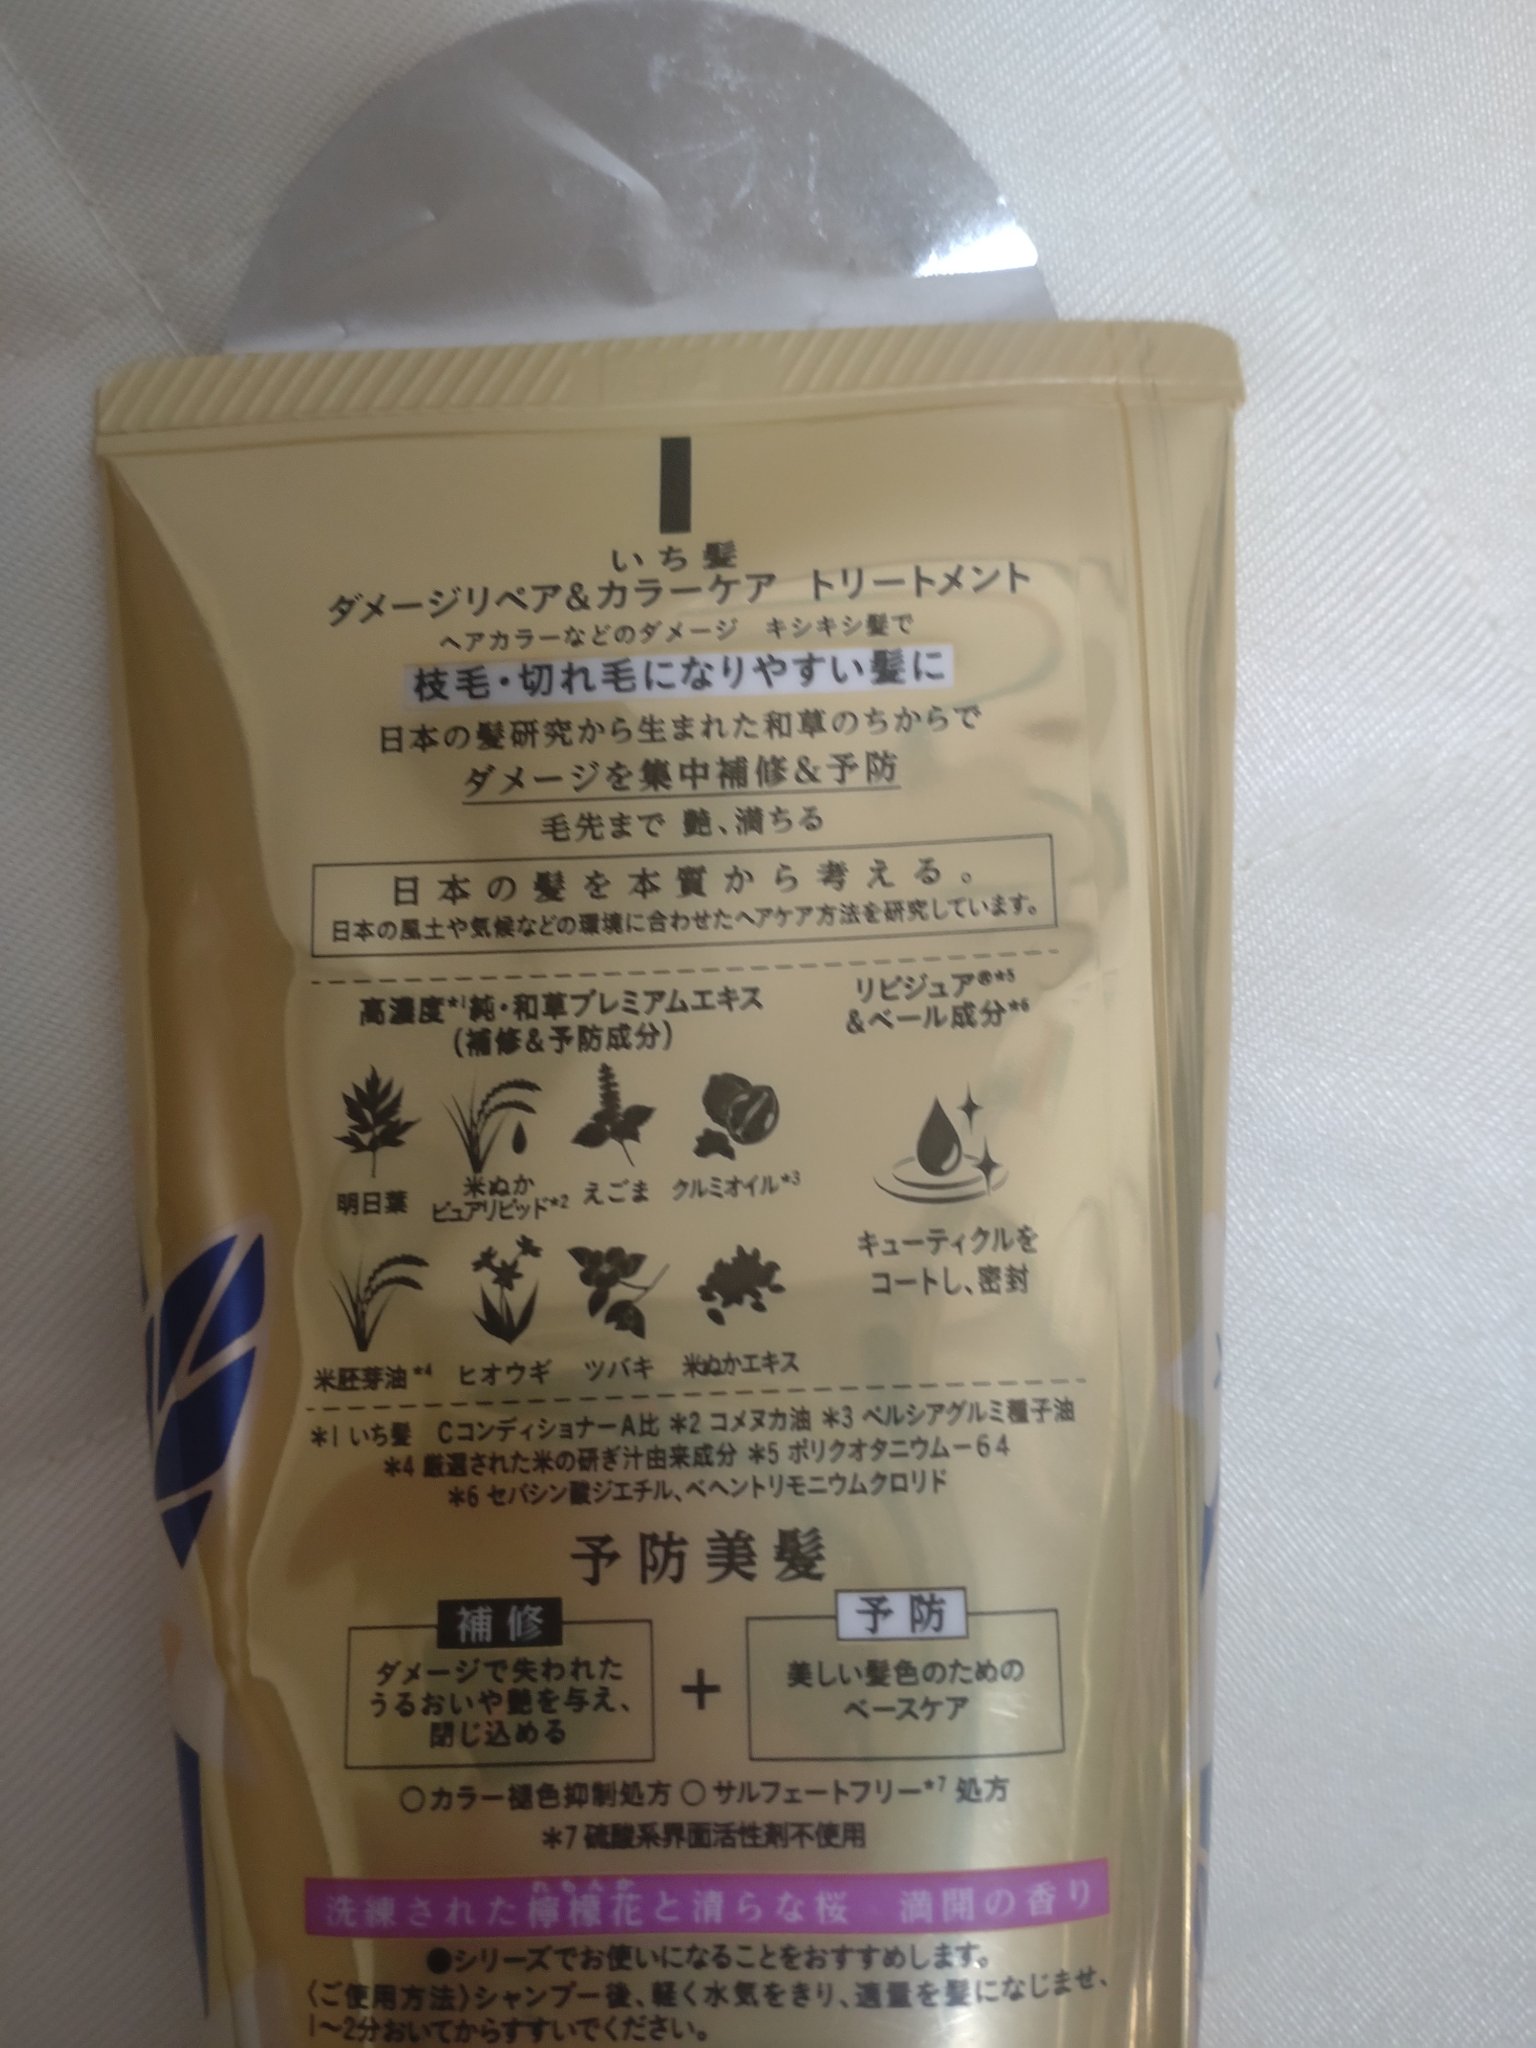 いち髪
ダメージリペア&カラーケア トリートメント
ヘアカラーなどのダメージ キシキシ髪で
枝毛・切れ毛になりやすい髪に
日本の髪研究から生まれた和草のちからで
ダメージを集中補修&予防
毛先まで 艶、満ちる
日本の髪を本質から考える。
日本の風土や気候などの環境に合わせたヘアケア方法を研究しています。
高濃度*1純・和草プレミアムエキス
(補修&予防成分)
リピジュア®*5
&ベール成分*6
明日葉
米ぬか
ピュアリピッド*2
えごま
クルミオイル*3
キューティクルを
コートし、密封
米胚芽油*4
ヒオウギ
ツバキ
米ぬかエキス
*1 いち髪 CコンディショナーA比 *2 コメヌカ油 *3 ペルシアグルミ種子油
*4 厳選された米の研ぎ汁由来成分 *5 ポリクオタニウムー64
*6 セバシン酸ジエチル、ベヘントリモニウムクロリド
予防美髪
補修
ダメージで失われた
うるおいや艶を与え、
閉じ込める
+
予防
美しい髪色のための
ベースケア
○カラー褪色抑制処方 ○サルフェートフリー*7 処方
*7 硫酸系界面活性剤不使用
れもんか
洗練された檸檬花と清らな桜 満開の香り
●シリーズでお使いになることをおすすめします。
〈ご使用方法〉シャンプー後、軽く水気をきり、適量を髪になじませ、
1〜2分おいてからすすいでください。